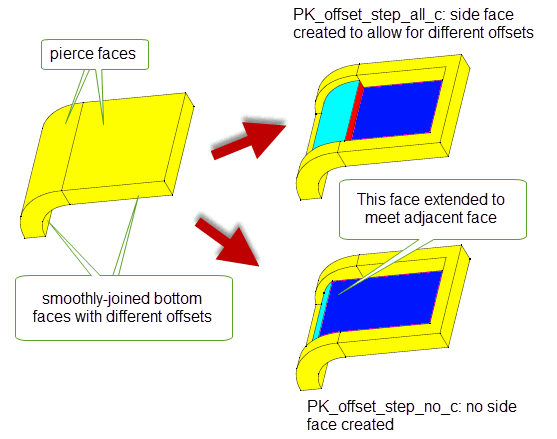 PK_offset_step_all_c: side face
created to allow for different offsets
pierce faces
This face extended to
meet adjacent face
smoothly-joined bottom
faces with different offsets
PK_offset_step_no_c: no side
face created